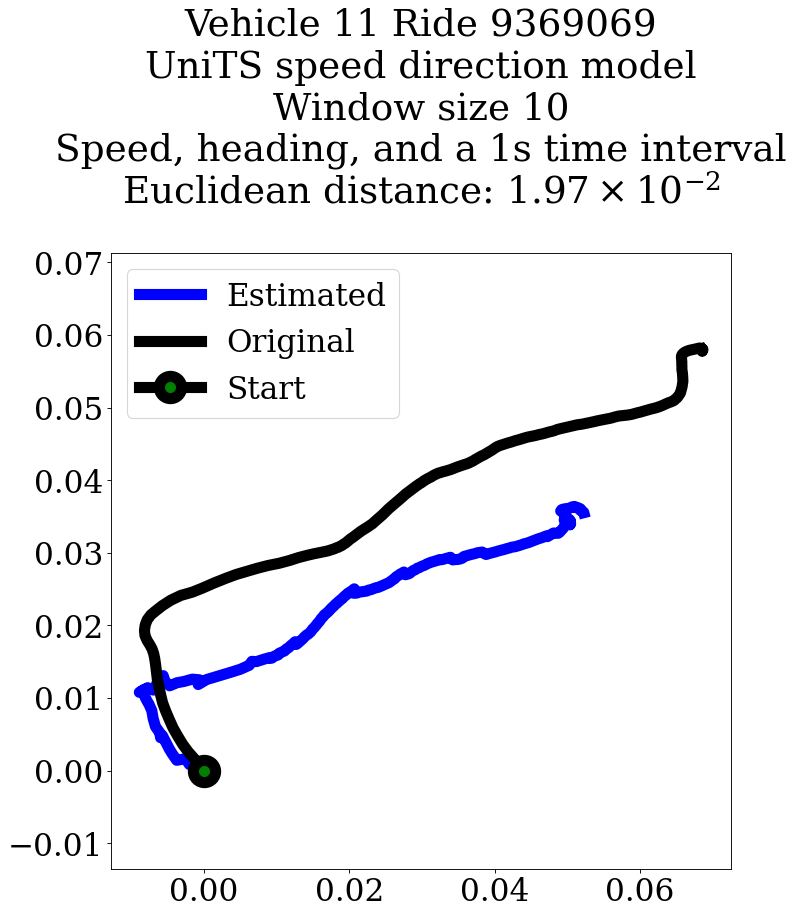 Vehicle 11 Ride 9369069
UniTS speed direction model
Window size 10
Speed, heading, and a 1s time interval
Euclidean distance: 1.97 × 10⁻²
0.07
0.06
0.05
0.04
0.03
0.02
0.01
0.00
−0.01
Estimated
Original
Start
0.00 0.02 0.04 0.06